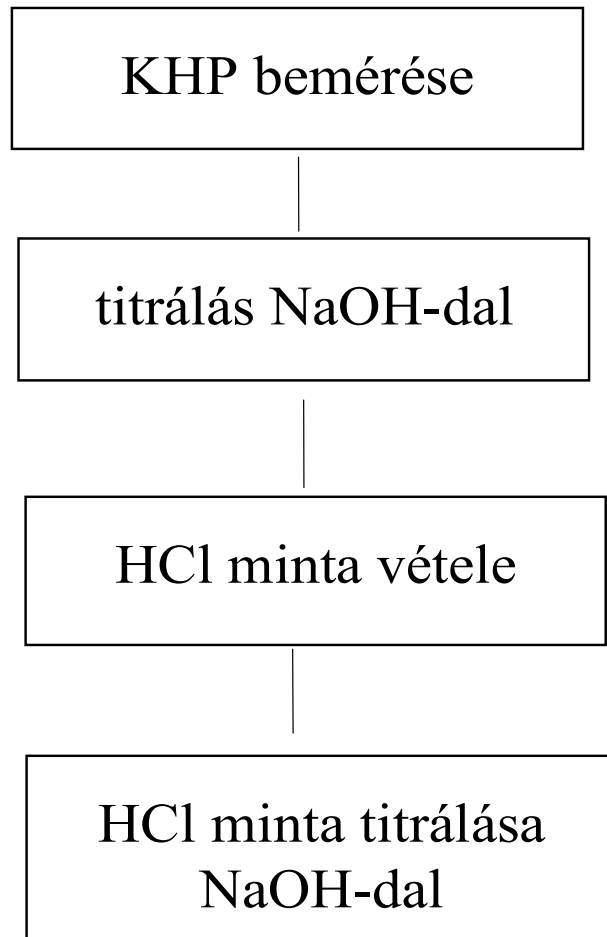 KHP bemérése
titrálás NaOH-dal
HCl minta vétele
HCl minta titrálása
NaOH-dal